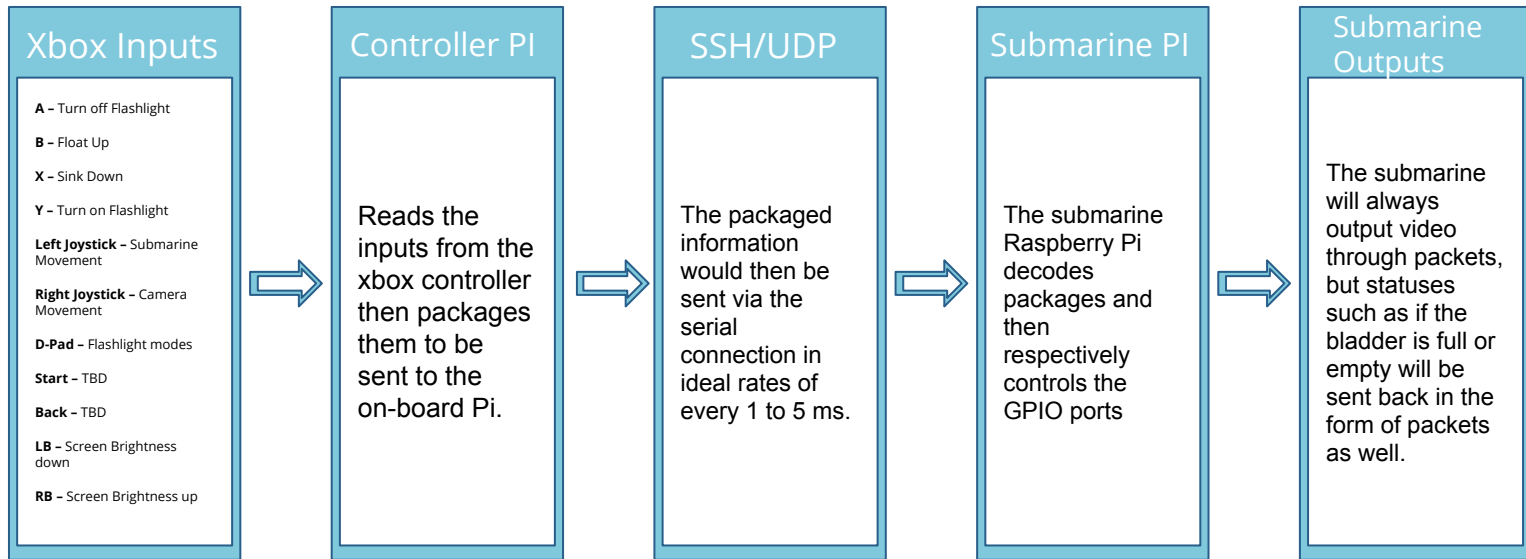 Xbox Inputs
A – Turn off Flashlight
B – Float Up
X – Sink Down
Y – Turn on Flashlight
Left Joystick – Submarine
Movement
Right Joystick – Camera
Movement
D-Pad – Flashlight modes
Start – TBD
Back – TBD
LB – Screen Brightness
down
RB – Screen Brightness up
Controller PI
Reads the
inputs from the
xbox controller
then packages
them to be
sent to the
on-board Pi.
SSH/UDP
The packaged
information
would then be
sent via the
serial
connection in
ideal rates of
every 1 to 5 ms.
Submarine PI
The submarine
Raspberry Pi
decodes
packages and
then
respectively
controls the
GPIO ports
Submarine
Outputs
The submarine
will always
output video
through packets,
but statuses
such as if the
bladder is full or
empty will be
sent back in the
form of packets
as well.